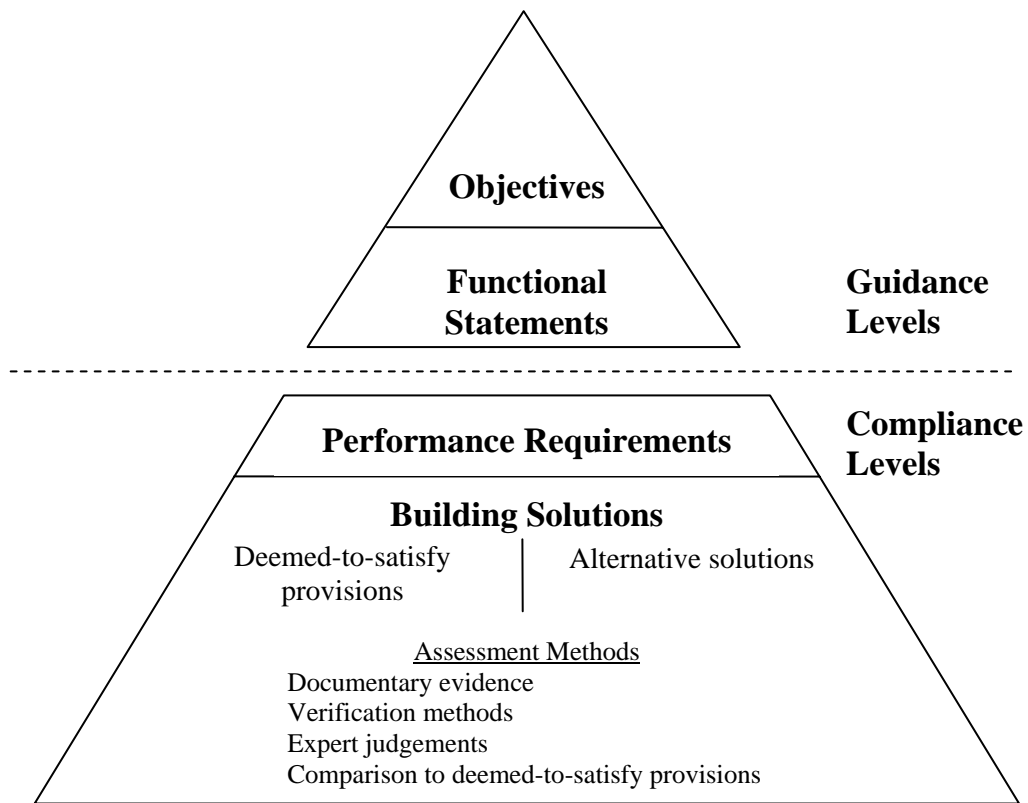 Objectives
Functional
Statements
Guidance
Levels
Performance Requirements
Compliance
Levels
Building Solutions
Deemed-to-satisfy
provisions
Alternative solutions
Assessment Methods
Documentary evidence
Verification methods
Expert judgements
Comparison to deemed-to-satisfy provisions